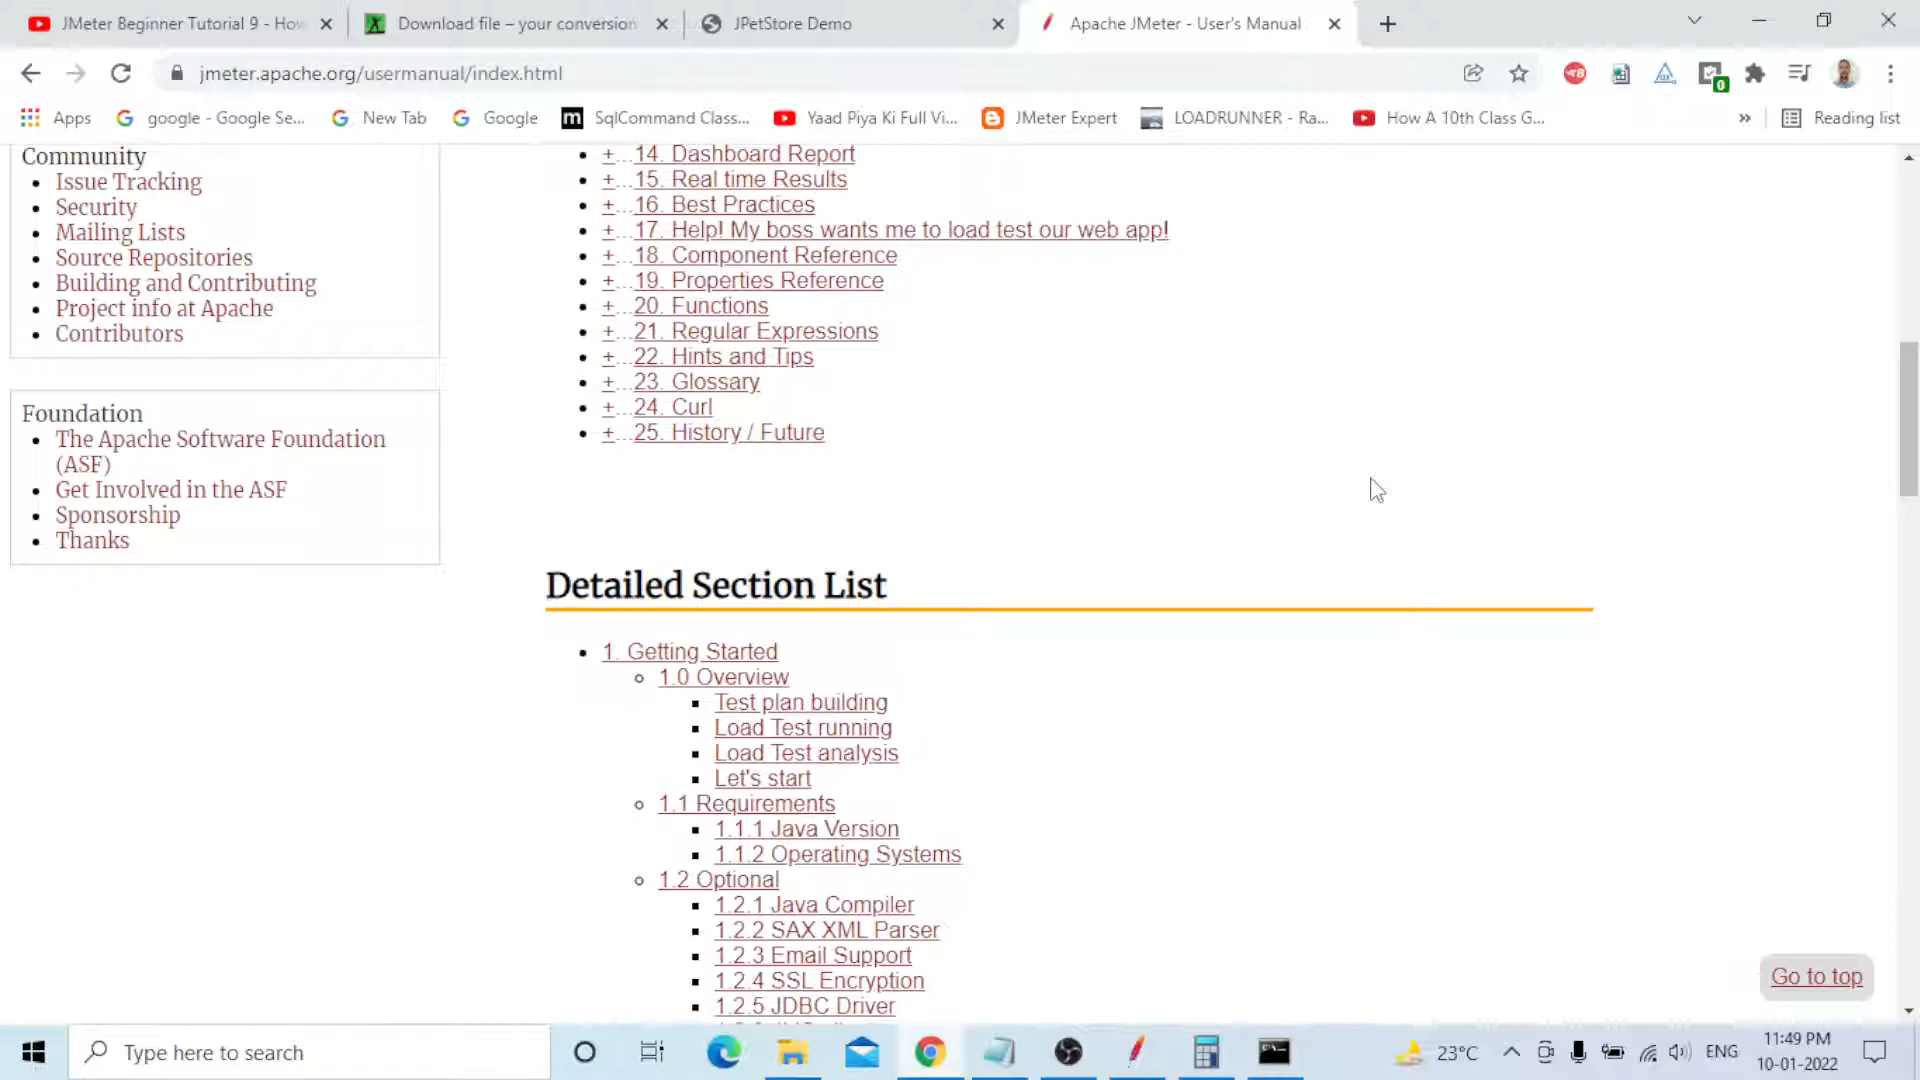 JMeter Beginner Tutorial 9 - How
Download file – your conversion
JPetStore Demo
Apache JMeter - User's Manual
jmeter.apache.org/usermanual/index.html
0
Apps
google - Google Se...
New Tab
Google
m
SqlCommand Class...
Yaad Piya Ki Full Vi...
JMeter Expert
LOADRUNNER - Ra...
How A 10th Class G...
»
Reading list
Community
Issue Tracking
Security
Mailing Lists
Source Repositories
Building and Contributing
Project info at Apache
Contributors
Foundation
The Apache Software Foundation
(ASF)
Get Involved in the ASF
Sponsorship
Thanks
+...14. Dashboard Report
+...15. Real time Results
+...16. Best Practices
+...17. Help! My boss wants me to load test our web app!
+...18. Component Reference
+...19. Properties Reference
+...20. Functions
+...21. Regular Expressions
+...22. Hints and Tips
+...23. Glossary
+...24. Curl
+...25. History / Future
Detailed Section List
1. Getting Started
1.0 Overview
Test plan building
Load Test running
Load Test analysis
Let's start
1.1 Requirements
1.1.1 Java Version
1.1.2 Operating Systems
1.2 Optional
1.2.1 Java Compiler
1.2.2 SAX XML Parser
1.2.3 Email Support
1.2.4 SSL Encryption
1.2.5 JDBC Driver
Go to top
Type here to search
23°C
ENG
11:49 PM
10-01-2022